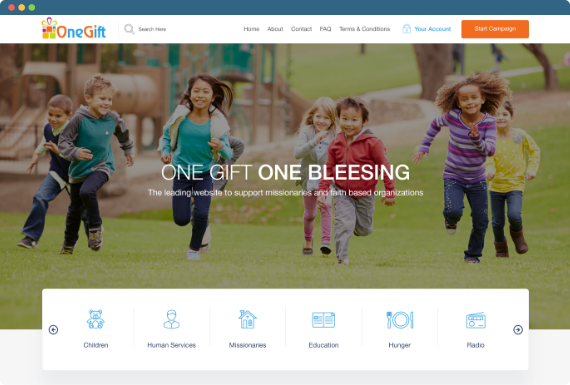 OneGift
Search Here
Home About Contact FAQ Terms & Conditions Your Account Start Campaign
ONE GIFT ONE BLEESING
The leading website to support missionaries and faith based organizations
Children Human Services Missionaries Education Hunger Radio